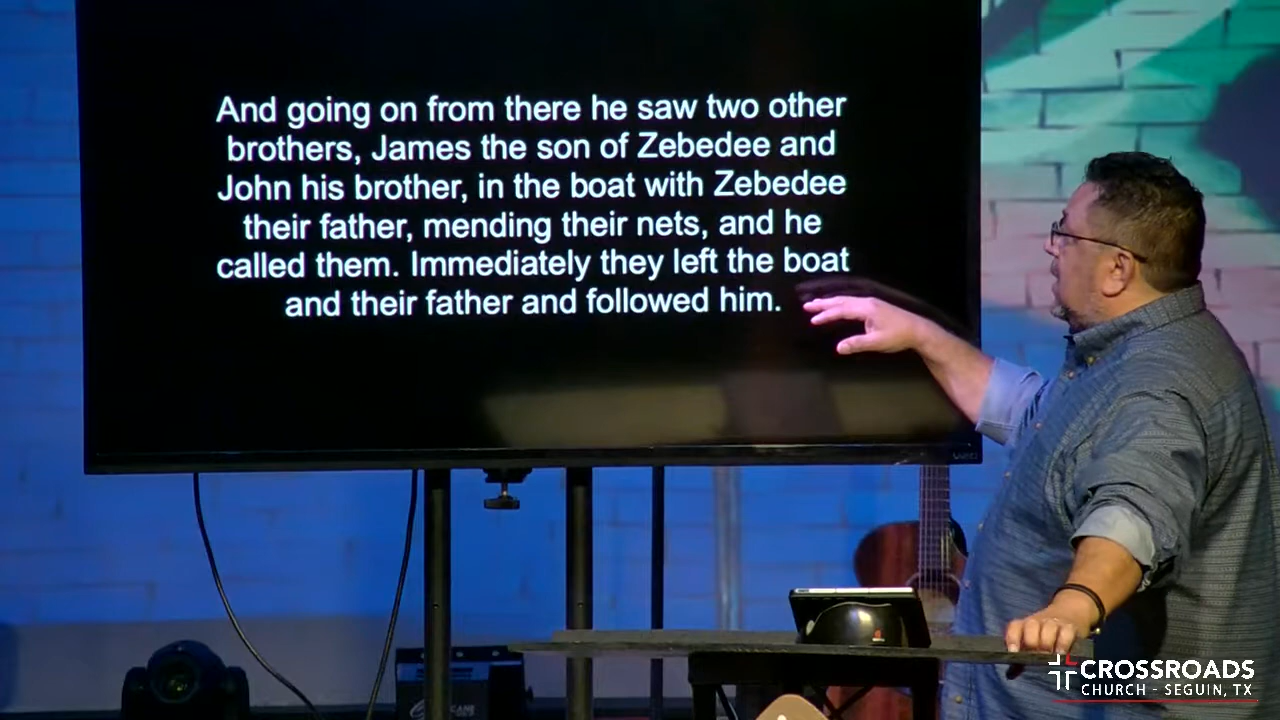 And going on from there he saw two other
brothers, James the son of Zebedee and
John his brother, in the boat with Zebedee
their father, mending their nets, and he
called them. Immediately they left the boat
and their father and followed him.
CROSSROADS
CHURCH - SEGUIN, TX